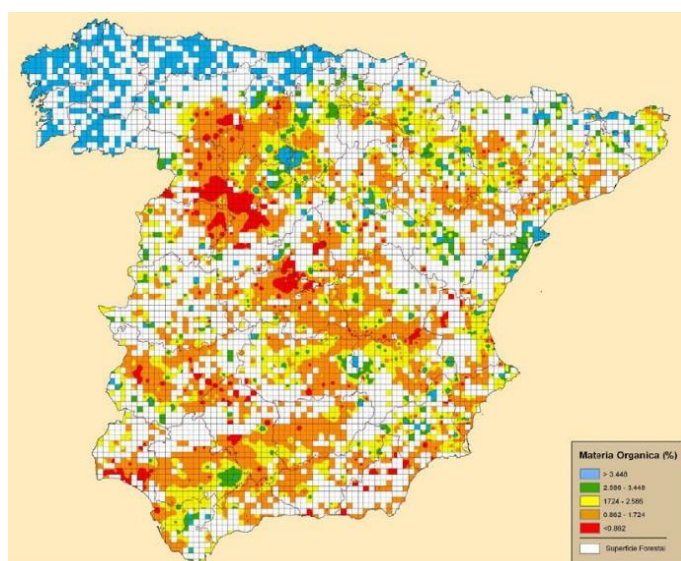 Materia Organica (%)
> 3.448
2.586 - 3.448
1724 - 2.586
0.862 - 1.724
<0.862
Superficie Forestal